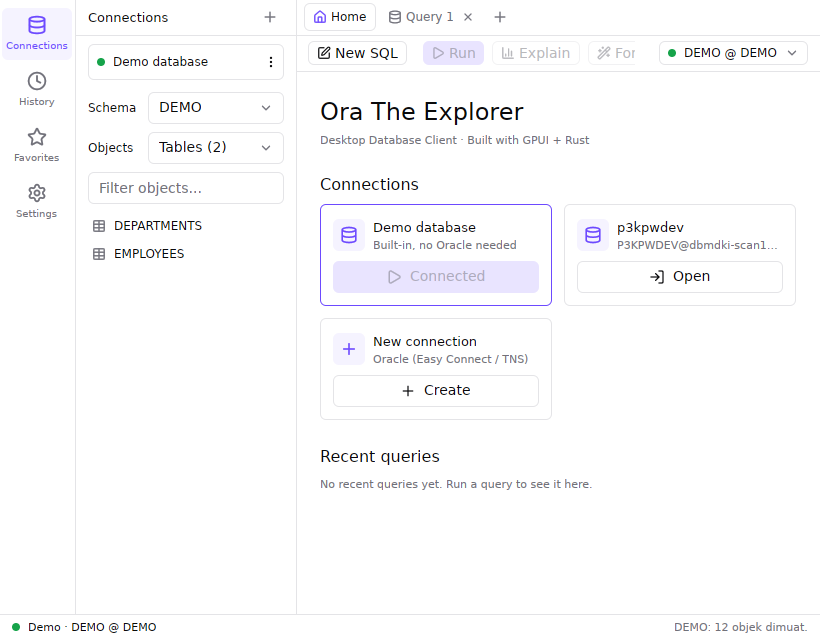 Connections
History
Favorites
Settings
Connections
Demo database
Schema
DEMO
Objects
Tables (2)
Filter objects...
DEPARTMENTS
EMPLOYEES
Home
Query 1
New SQL
Run
Explain
For
DEMO @ DEMO
Ora The Explorer
Desktop Database Client · Built with GPUI + Rust
Connections
Demo database
Built-in, no Oracle needed
Connected
p3kpwdev
P3KPWDEV@dbmdki-scan1...
Open
New connection
Oracle (Easy Connect / TNS)
Create
Recent queries
No recent queries yet. Run a query to see it here.
Demo · DEMO @ DEMO
DEMO: 12 objek dimuat.